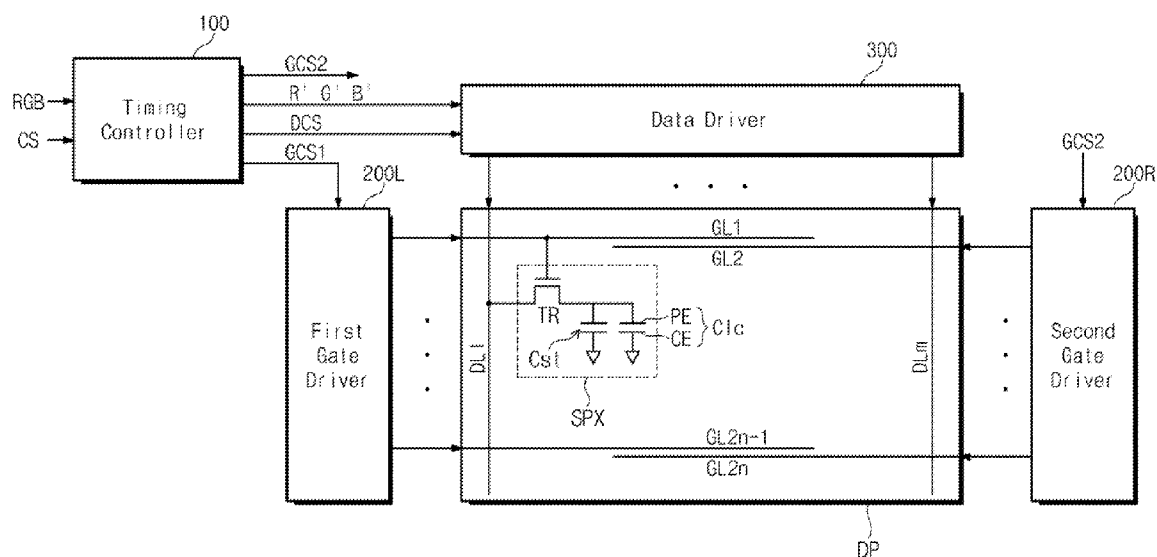 100
GCS2
R' G' B'
DCS
GCS1
RGB
CS
Timing
Controller
300
Data Driver
200L
GCS2
200R
GL1
GL2
TR
PE
CE
Clc
Cst
SPX
DL1
DLm
First
Gate
Driver
Second
Gate
Driver
GL2n-1
GL2n
DP